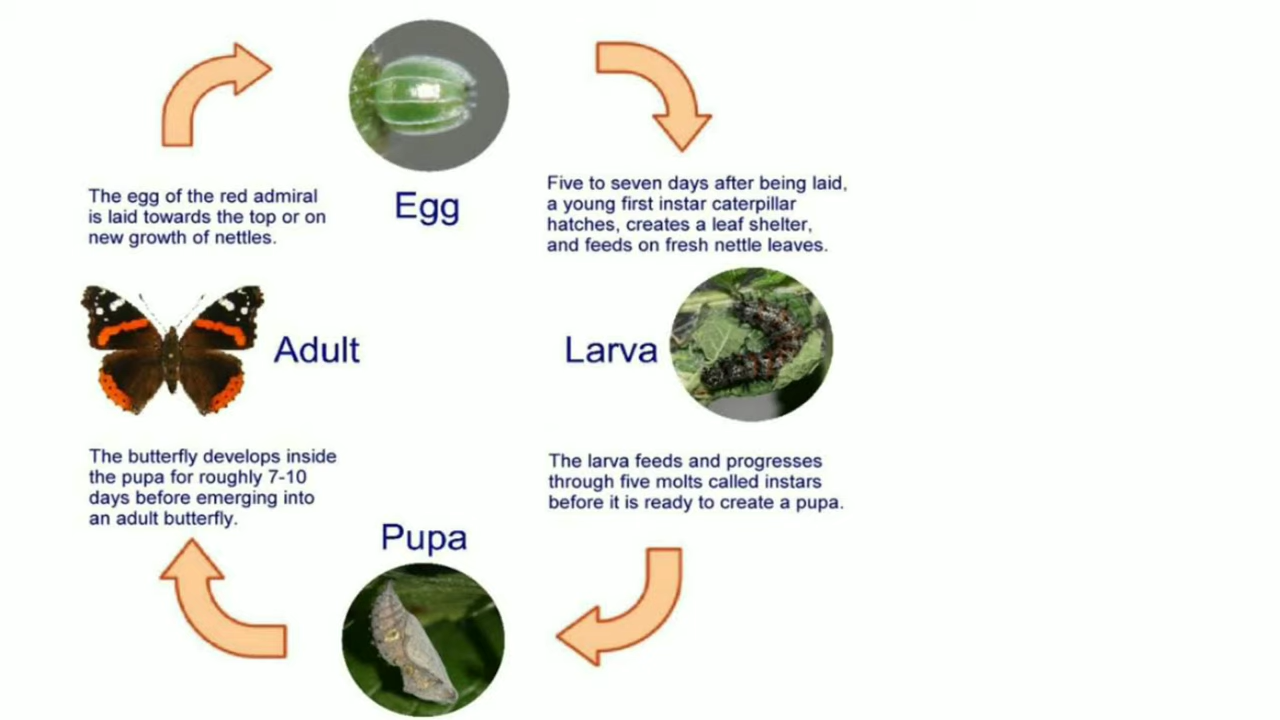 The egg of the red admiral
is laid towards the top or on
new growth of nettles.
Egg
Five to seven days after being laid,
a young first instar caterpillar
hatches, creates a leaf shelter,
and feeds on fresh nettle leaves.
Adult
Larva
The butterfly develops inside
the pupa for roughly 7-10
days before emerging into
an adult butterfly.
Pupa
The larva feeds and progresses
through five molts called instars
before it is ready to create a pupa.